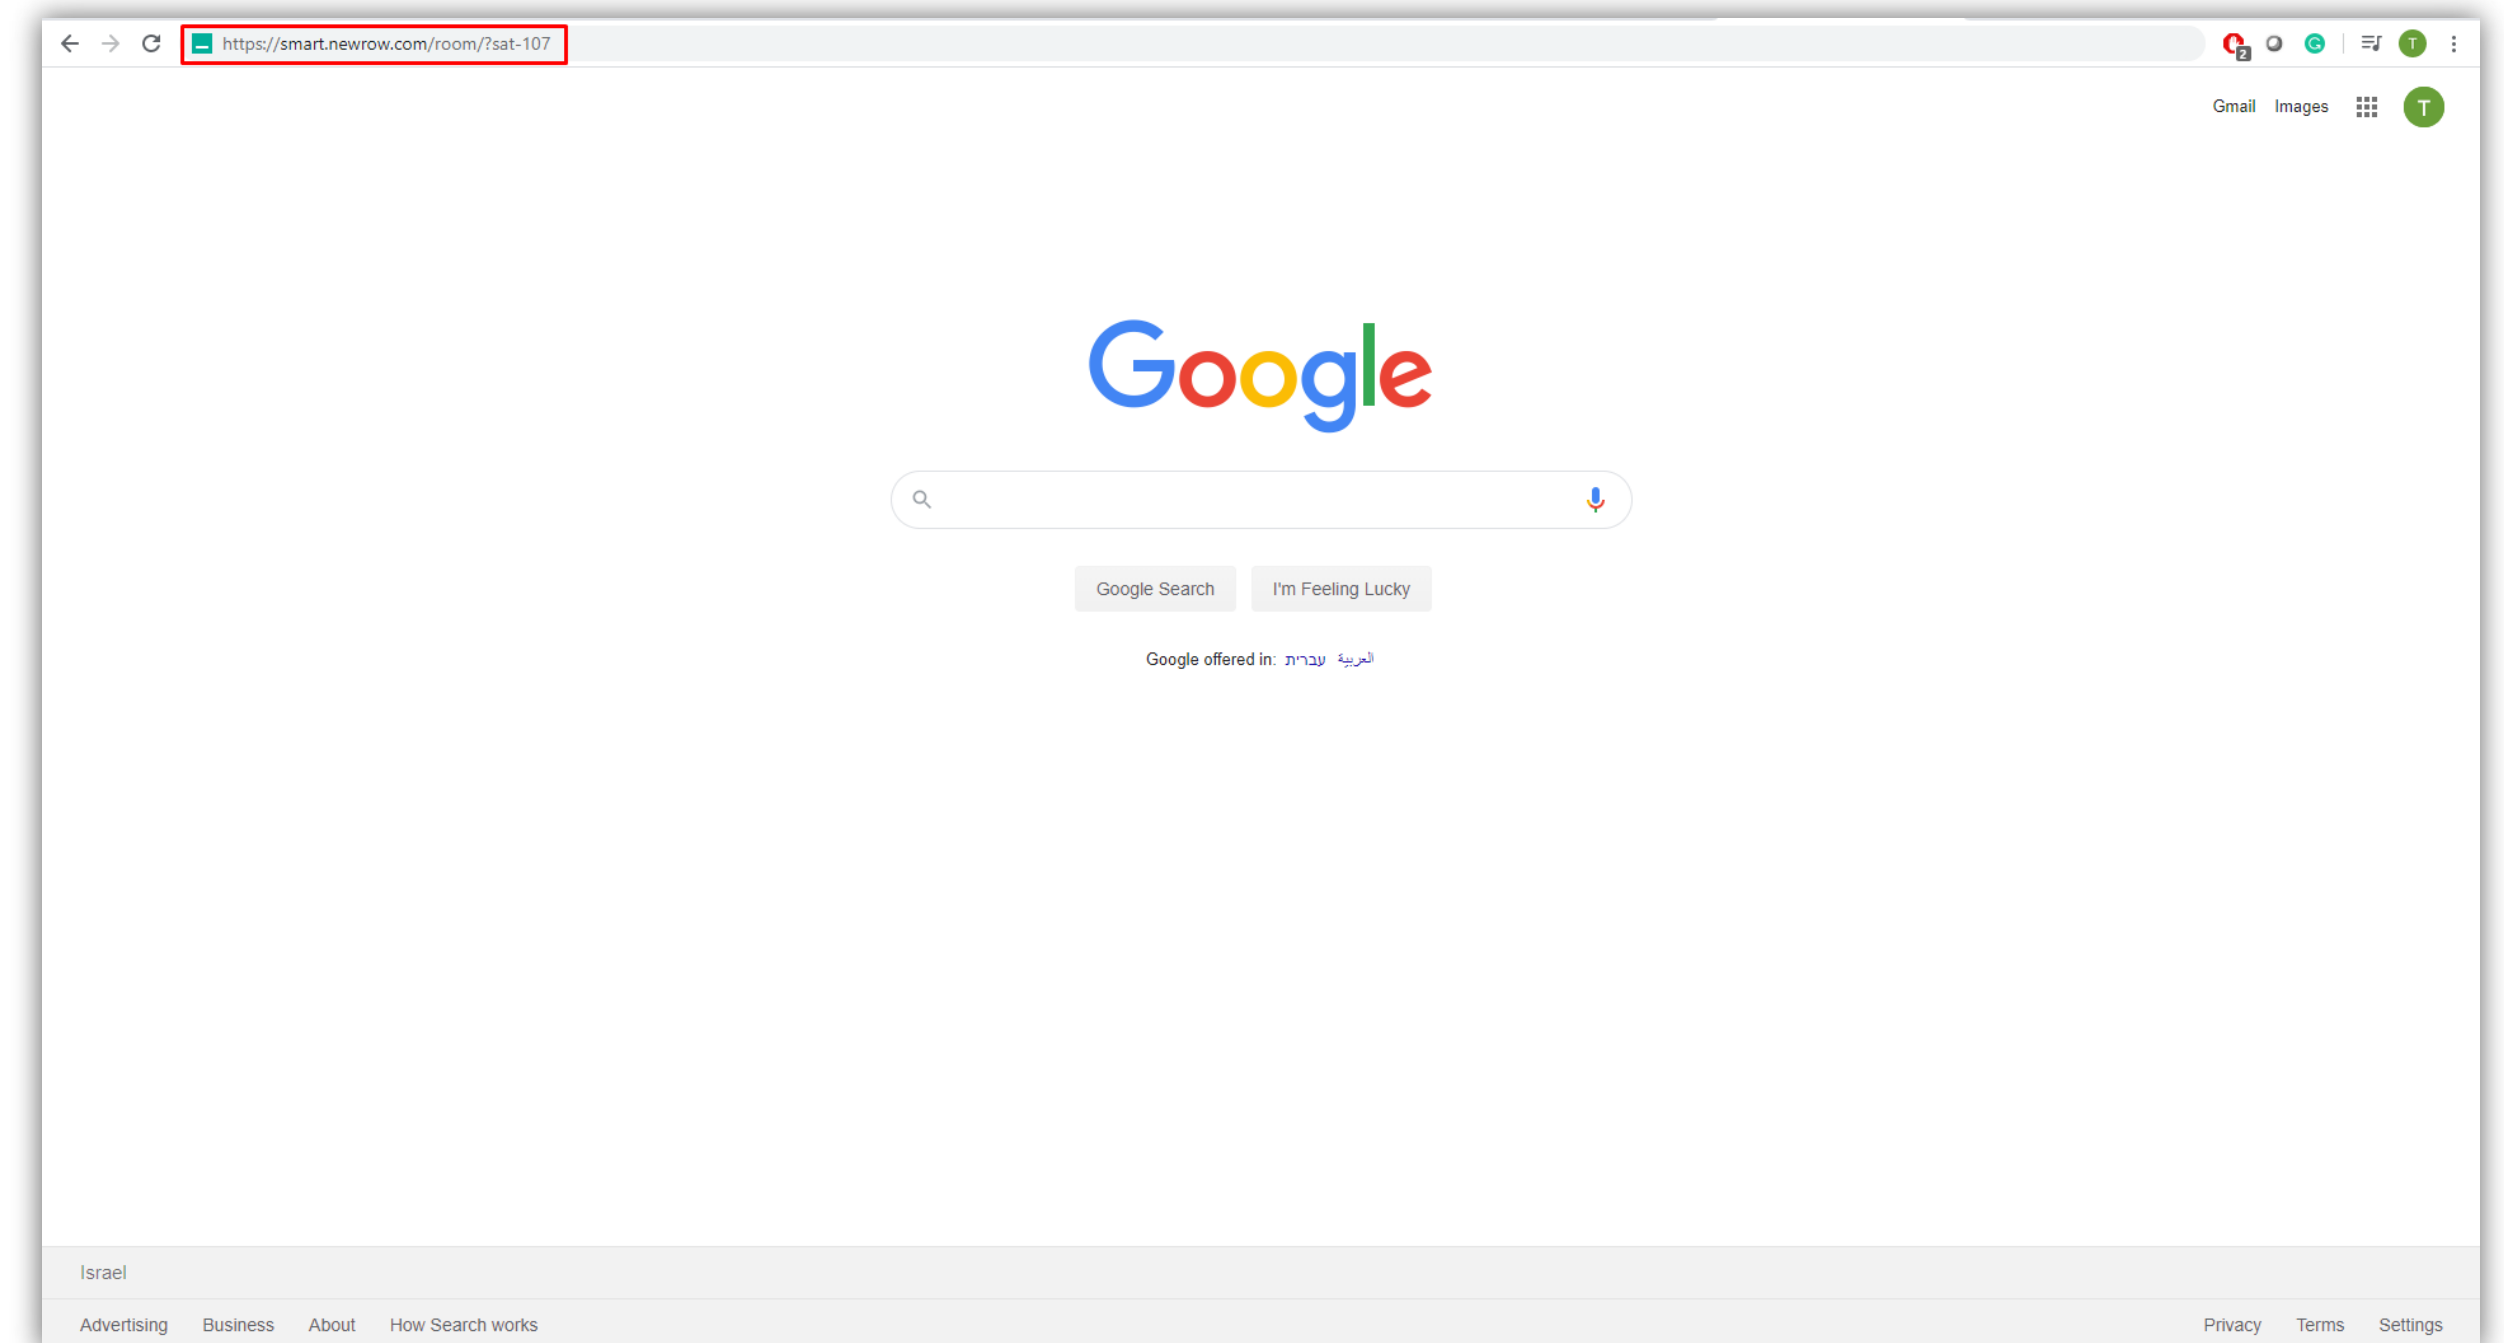 https://smart.newrow.com/room/?sat-107
2
G
T
Gmail Images
T
Google
Google Search I'm Feeling Lucky
Google offered in: עברית العربية
Israel
Advertising Business About How Search works Privacy Terms Settings